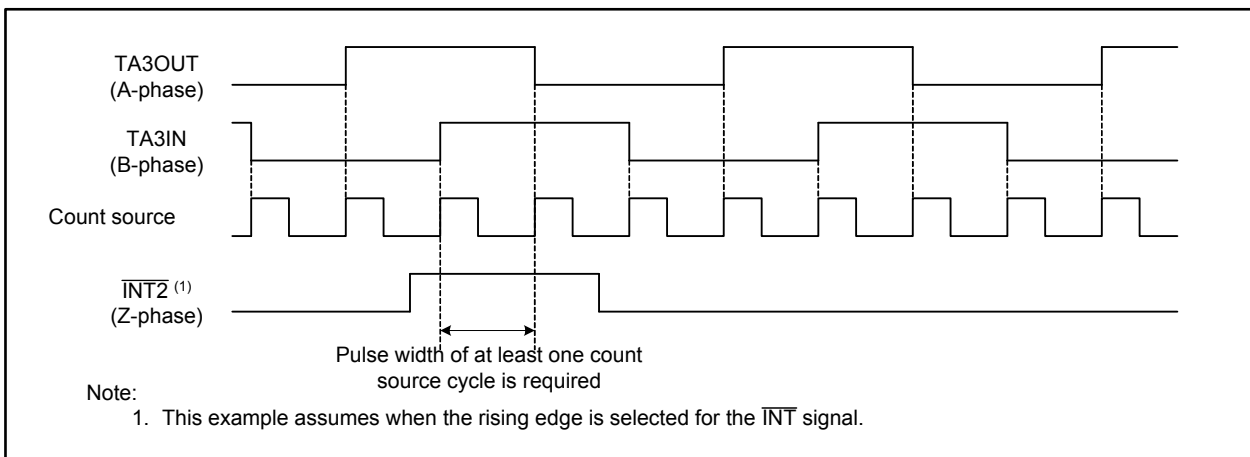 TA3OUT
(A-phase)
TA3IN
(B-phase)
Count source
INT2 (1)
(Z-phase)
Pulse width of at least one count
source cycle is required
Note:
1. This example assumes when the rising edge is selected for the INT signal.